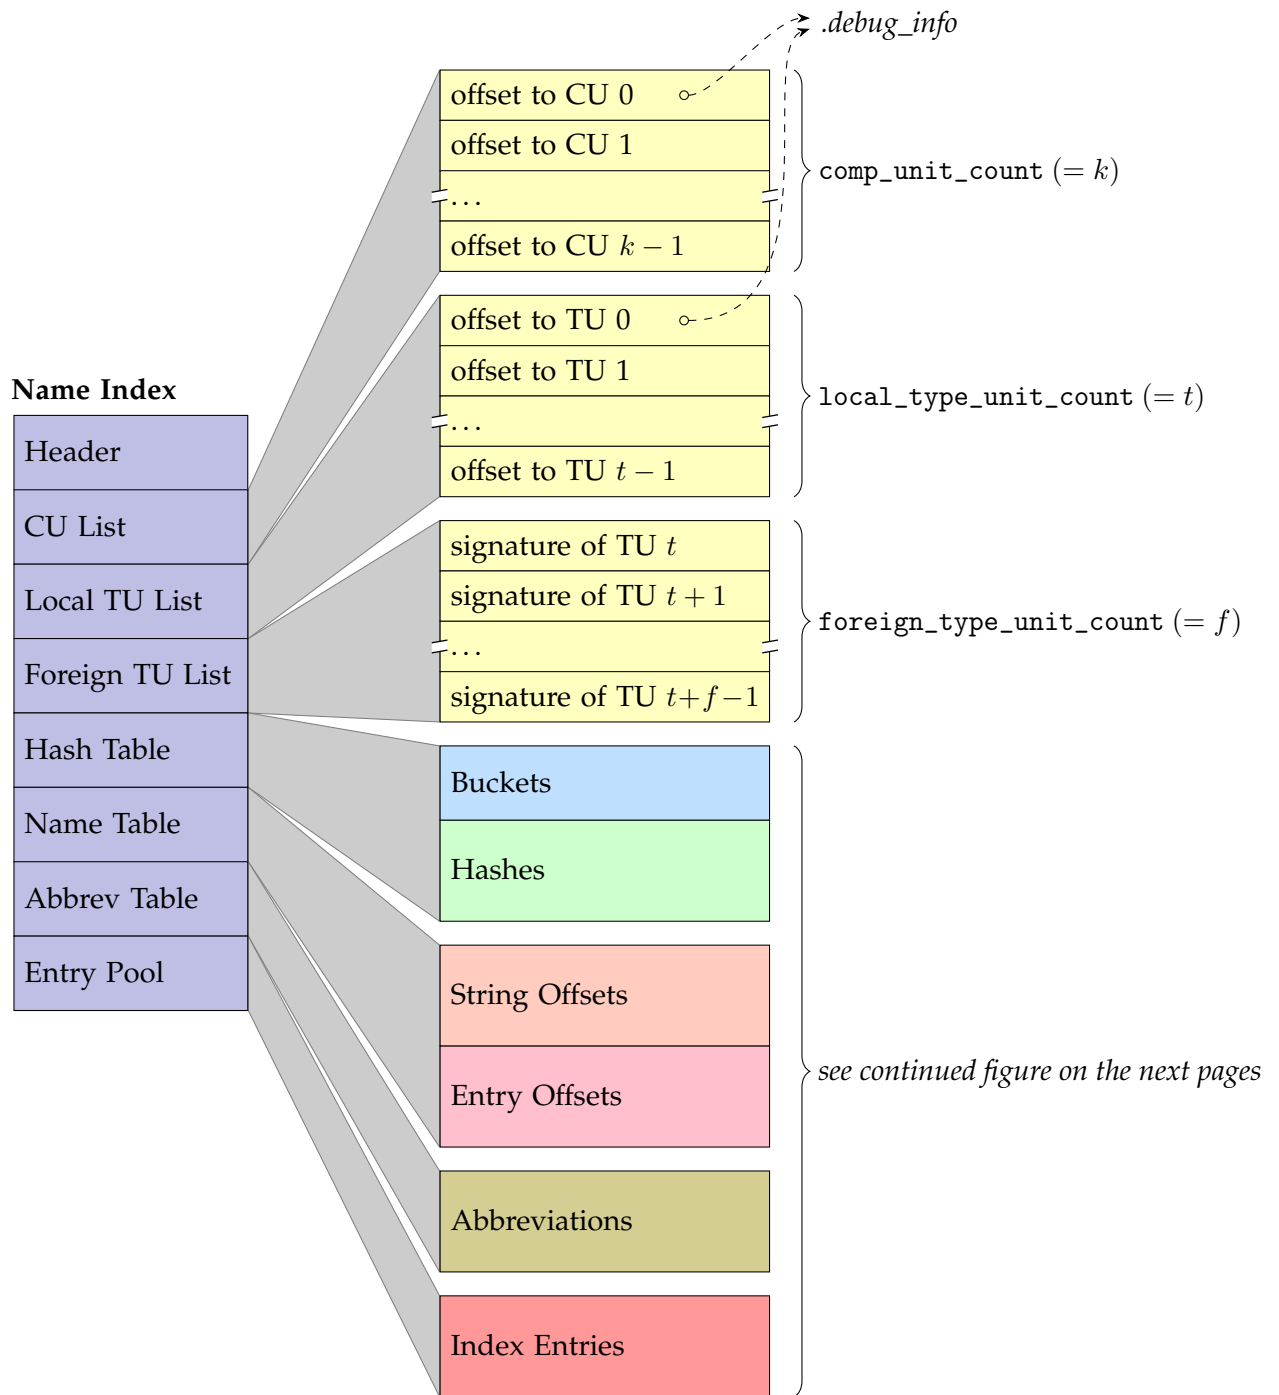 .debug_info
offset to CU 0
offset to CU 1
...
offset to CU k − 1
comp_unit_count (= k)
offset to TU 0
offset to TU 1
...
offset to TU t − 1
local_type_unit_count (= t)
signature of TU t
signature of TU t + 1
...
signature of TU t+f−1
foreign_type_unit_count (= f)
Name Index
Header
CU List
Local TU List
Foreign TU List
Hash Table
Name Table
Abbrev Table
Entry Pool
Buckets
Hashes
String Offsets
Entry Offsets
Abbreviations
Index Entries
see continued figure on the next pages